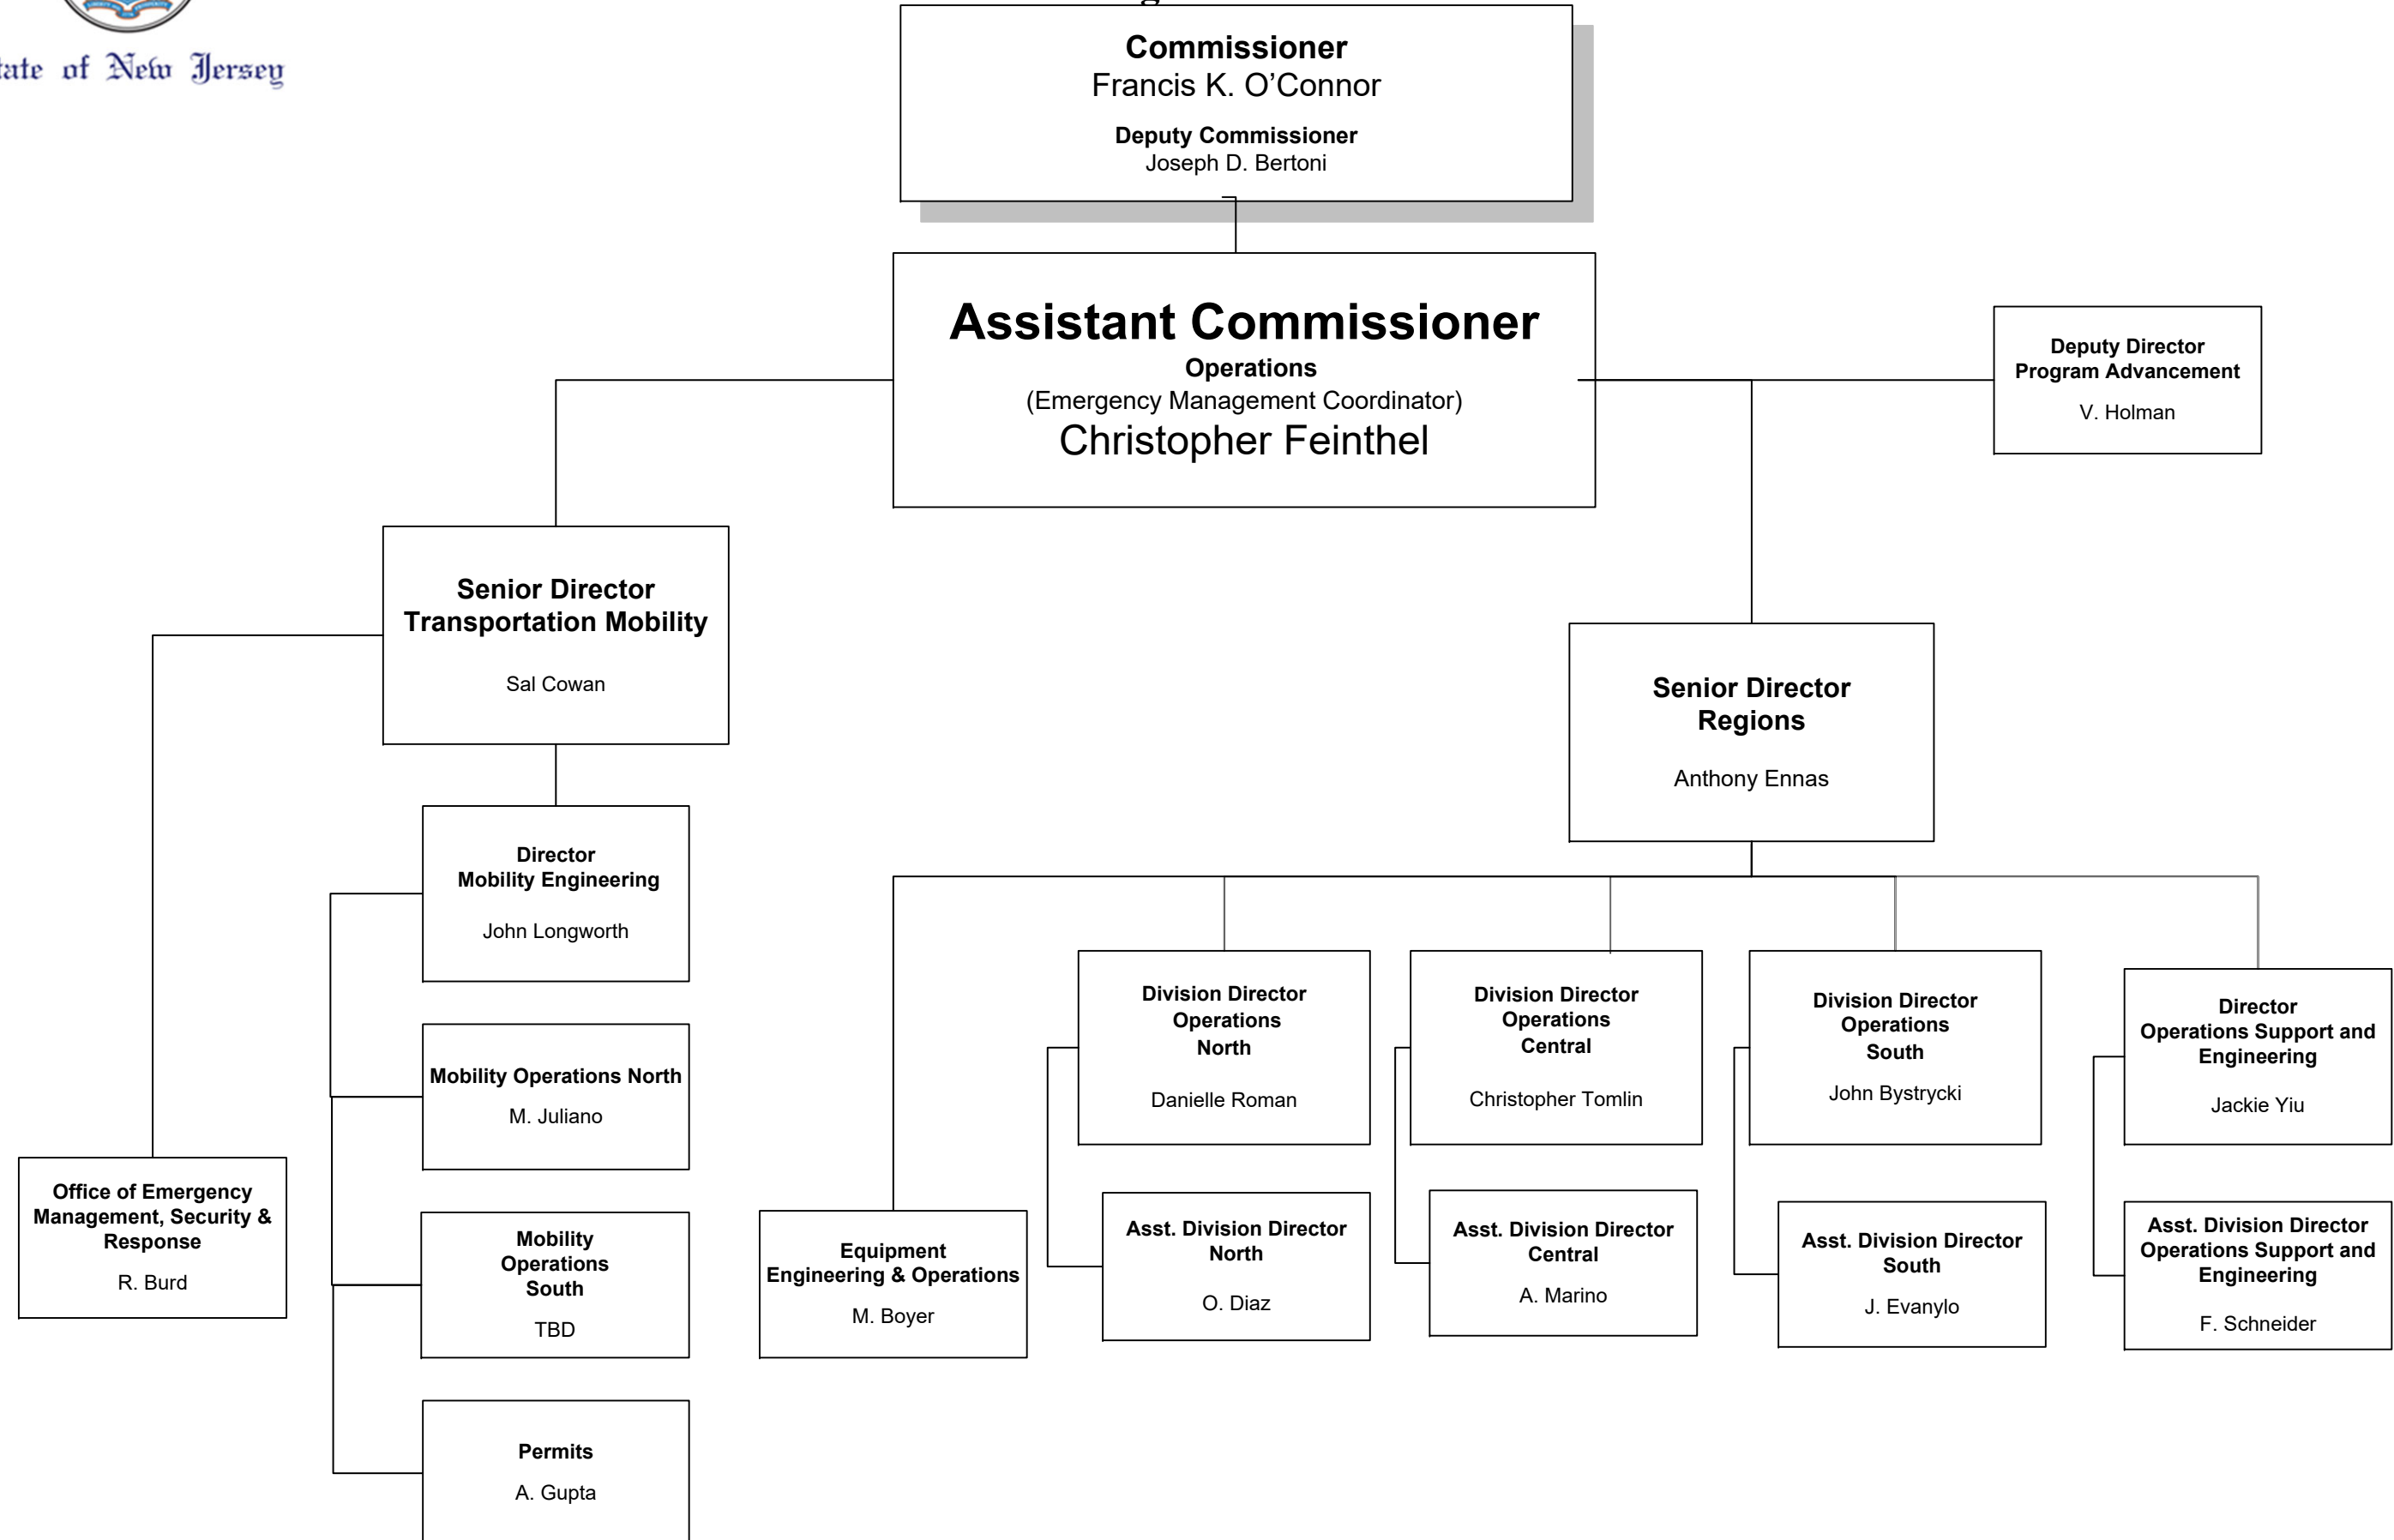 of New Jersey
Commissioner
Francis K. O’Connor
Deputy Commissioner
Joseph D. Bertoni
Assistant Commissioner
Operations
(Emergency Management Coordinator)
Christopher Feinthel
Deputy Director
Program Advancement
V. Holman
Senior Director
Transportation Mobility
Sal Cowan
Senior Director
Regions
Anthony Ennas
Director
Mobility Engineering
John Longworth
Mobility Operations North
M. Juliano
Mobility
Operations
South
TBD
Permits
A. Gupta
Office of Emergency
Management, Security &
Response
R. Burd
Equipment
Engineering & Operations
M. Boyer
Division Director
Operations
North
Danielle Roman
Asst. Division Director
North
O. Diaz
Division Director
Operations
Central
Christopher Tomlin
Asst. Division Director
Central
A. Marino
Division Director
Operations
South
John Bystrycki
Asst. Division Director
South
J. Evanylo
Director
Operations Support and
Engineering
Jackie Yiu
Asst. Division Director
Operations Support and
Engineering
F. Schneider